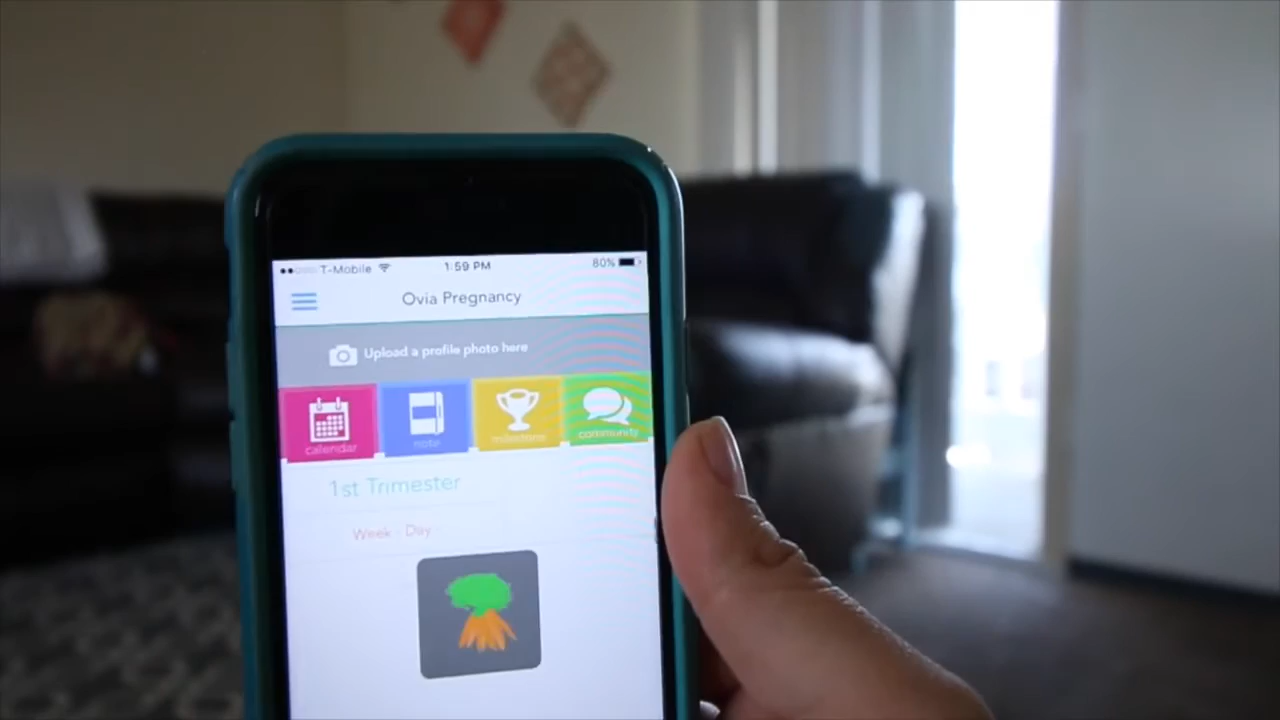 T-Mobile 1:59 PM 80%
Ovia Pregnancy
Upload a profile photo here
calendar note milestone community
1st Trimester
Week - Day